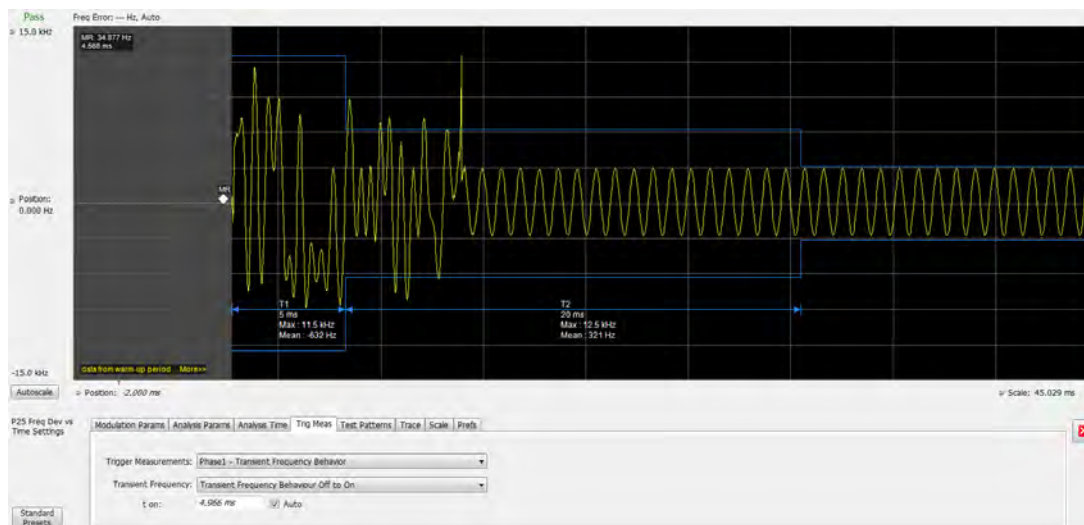 Pass
Freq Error: --- Hz, Auto
15.0 kHz
MR: 34.877 Hz
4.566 ms
MR
Position:
0.000 Hz
T1
5 ms
Max : 11.5 kHz
Mean : -632 Hz
T2
20 ms
Max : 12.5 kHz
Mean : 321 Hz
data from warm-up period More>>
-15.0 kHz
Autoscale
Position: -2.000 ms
Scale: 45.029 ms
P25 Freq Dev vs
Time Settings
Modulation Params Analysis Params Analysis Time Trig Meas Test Patterns Trace Scale Prefs
Trigger Measurements: Phase1 - Transient Frequency Behavior
Transient Frequency: Transient Frequency Behaviour Off to On
t on: 4.966 ms Auto
Standard
Presets